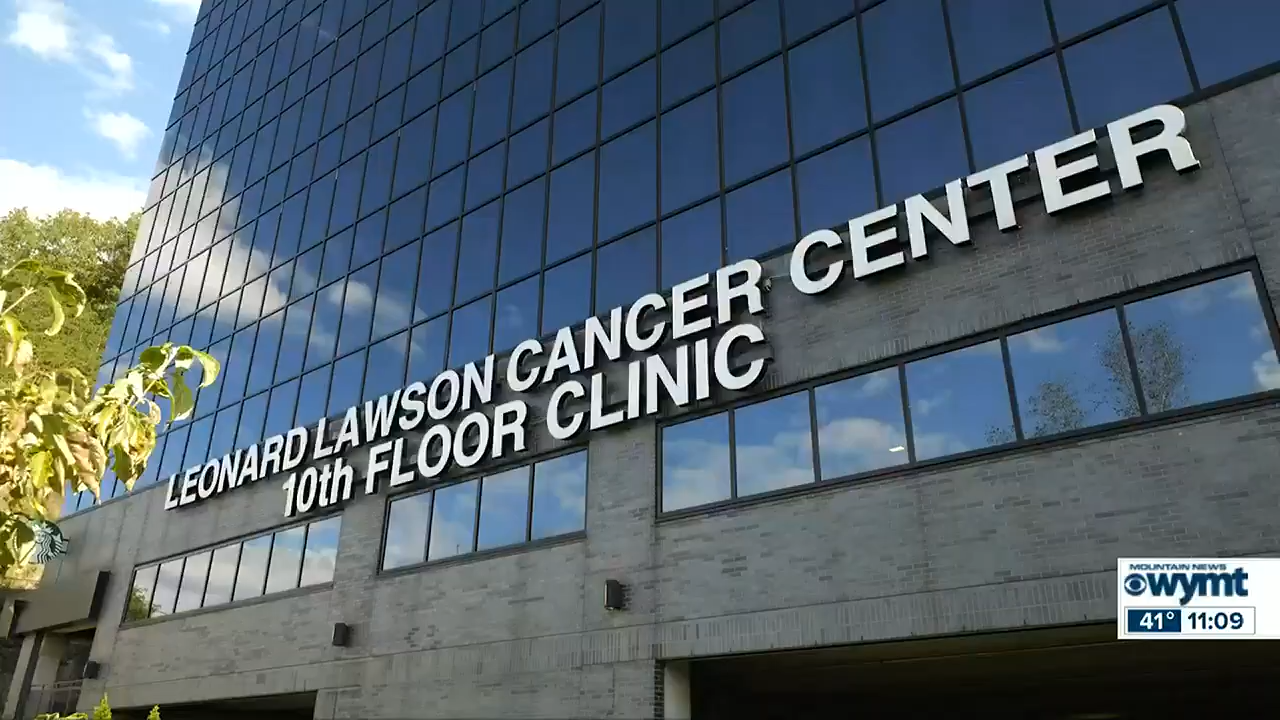 LEONARD LAWSON CANCER CENTER
10th FLOOR CLINIC
MOUNTAIN NEWS
wymt
41° 11:09